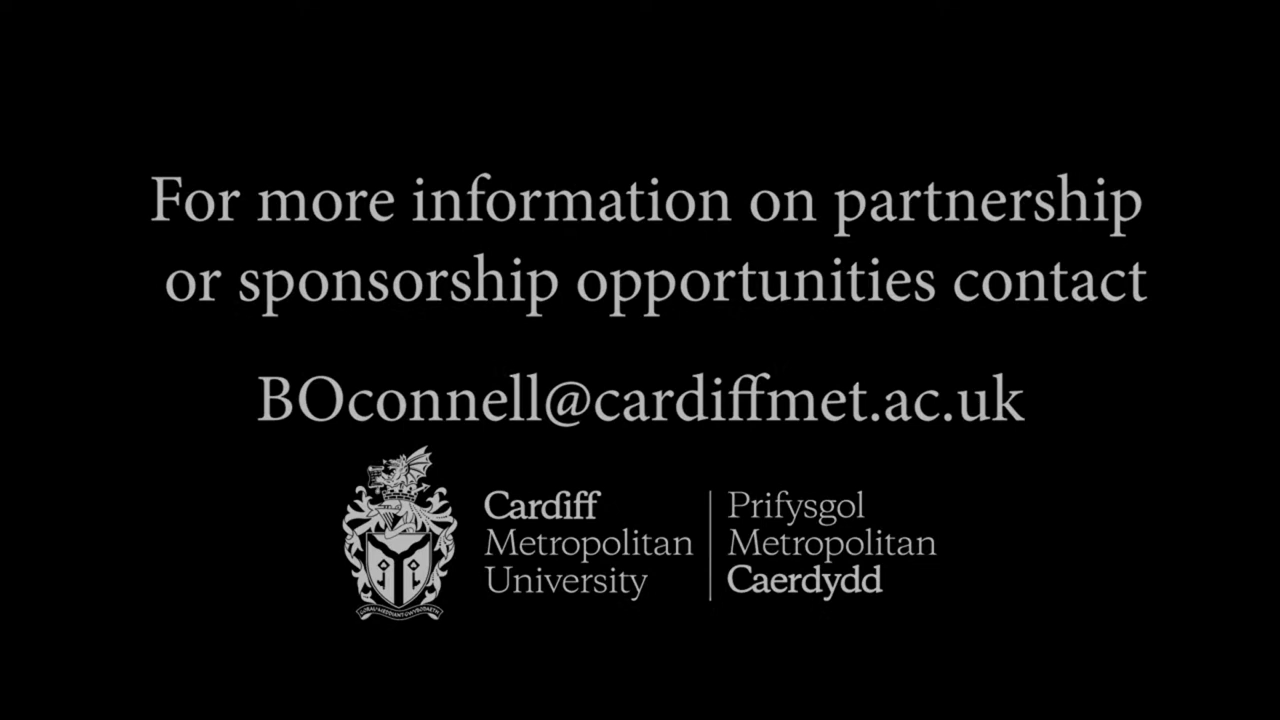 For more information on partnership
or sponsorship opportunities contact
BOconnell@cardiffmet.ac.uk
Cardiff
Metropolitan
University
Prifysgol
Metropolitan
Caerdydd